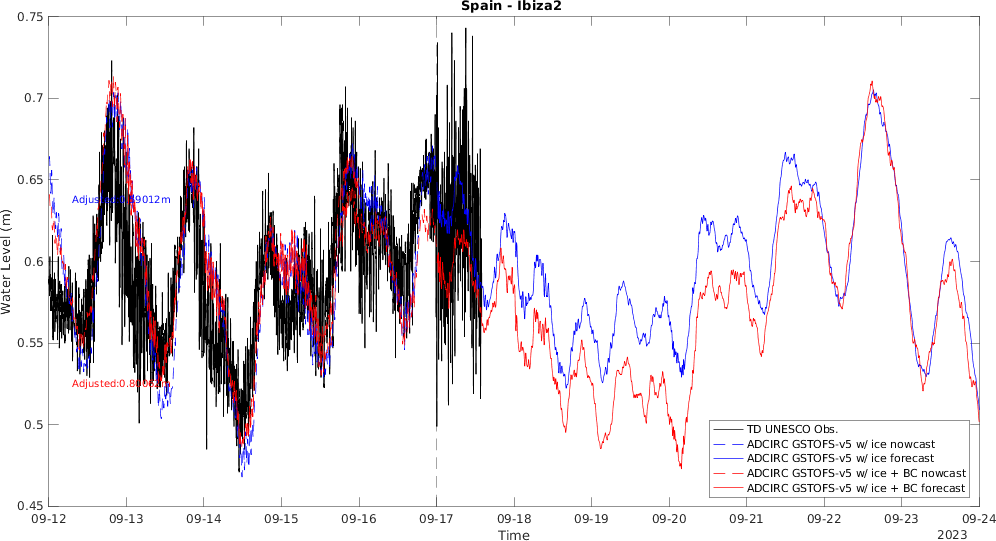 Spain - Ibiza2
0.75
0.7
0.65
0.6
0.55
0.5
0.45
Water Level (m)
Adjusted:
Adjusted:
TD UNESCO Obs.
ADCIRC GSTOFS-v5 w/ ice nowcast
ADCIRC GSTOFS-v5 w/ ice forecast
ADCIRC GSTOFS-v5 w/ ice + BC nowcast
ADCIRC GSTOFS-v5 w/ ice + BC forecast
09-12 09-13 09-14 09-15 09-16 09-17 09-18 09-19 09-20 09-21 09-22 09-23 09-24
Time
2023